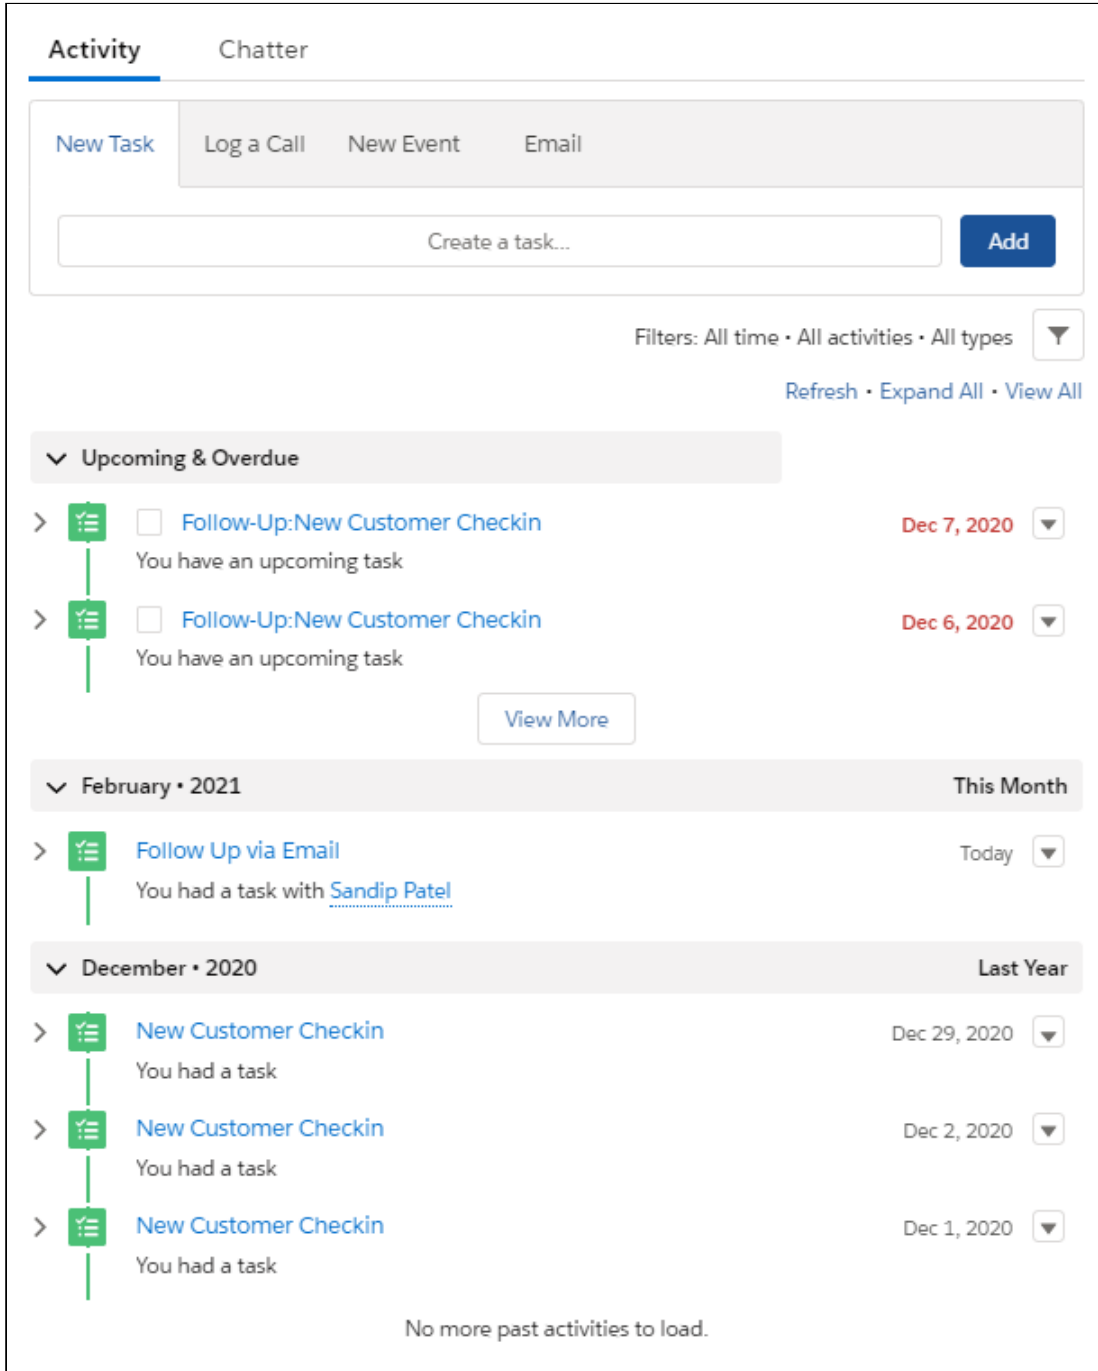 Activity Chatter
New Task Log a Call New Event Email
Create a task... Add
Filters: All time • All activities • All types
Refresh • Expand All • View All
Upcoming & Overdue
Follow-Up:New Customer Checkin Dec 7, 2020
You have an upcoming task
Follow-Up:New Customer Checkin Dec 6, 2020
You have an upcoming task
View More
February • 2021 This Month
Follow Up via Email Today
You had a task with Sandip Patel
December • 2020 Last Year
New Customer Checkin Dec 29, 2020
You had a task
New Customer Checkin Dec 2, 2020
You had a task
New Customer Checkin Dec 1, 2020
You had a task
No more past activities to load.